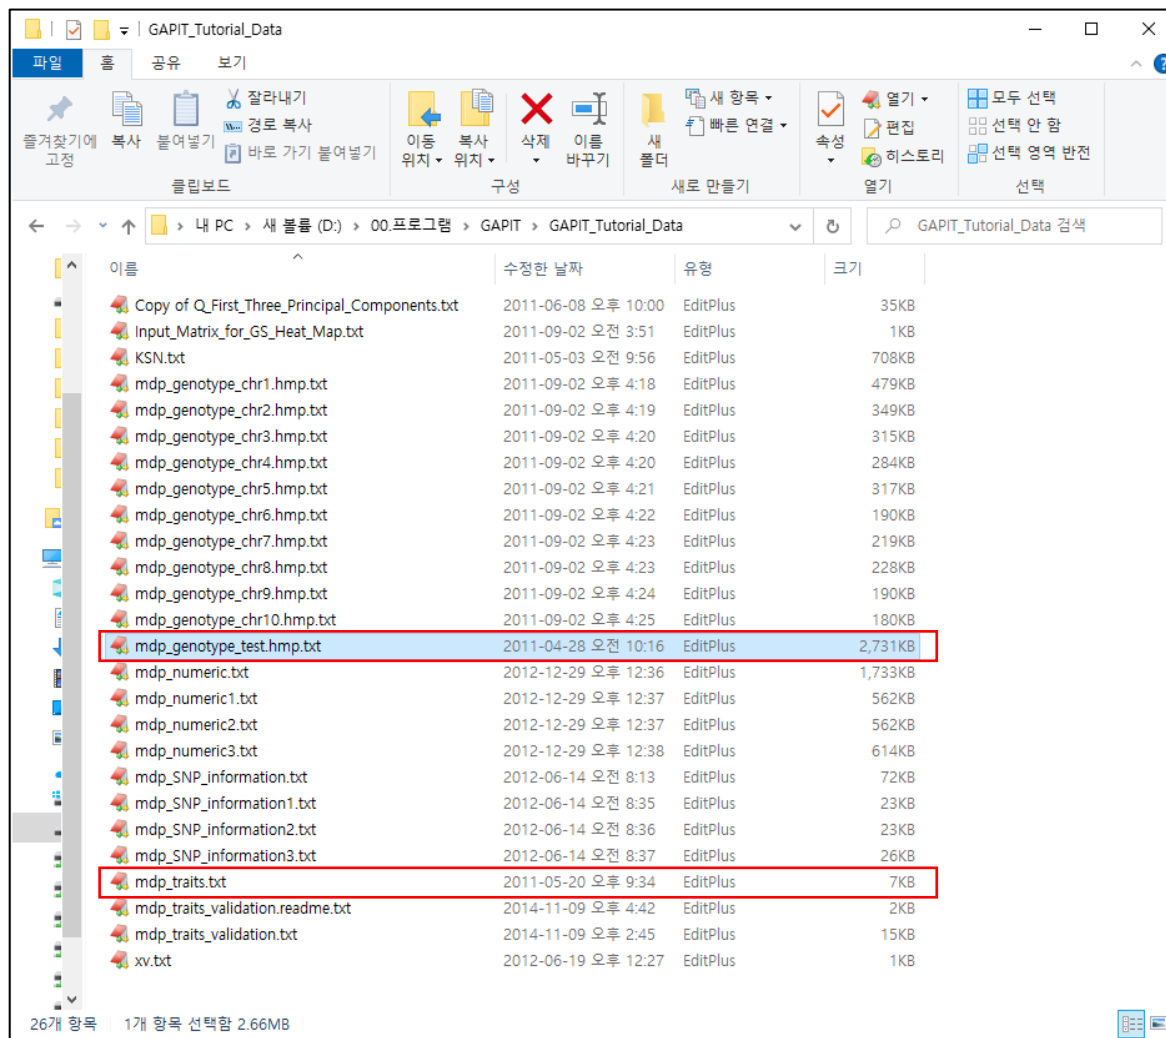 GAPIT_Tutorial_Data
파일 홈 공유 보기
즐겨찾기에 고정
복사
붙여넣기
잘라내기
경로 복사
바로 가기 붙여넣기
클립보드
이동 위치
복사 위치
삭제
이름 바꾸기
구성
새 폴더
새 항목
빠른 연결
새로 만들기
속성
열기
편집
히스토리
열기
모두 선택
선택 안 함
선택 영역 반전
선택
내 PC > 새 볼륨 (D:) > 00.프로그램 > GAPIT > GAPIT_Tutorial_Data
GAPIT_Tutorial_Data 검색
이름 수정한 날짜 유형 크기
Copy of Q_First_Three_Principal_Components.txt 2011-06-08 오후 10:00 EditPlus 35KB
Input_Matrix_for_GS_Heat_Map.txt 2011-09-02 오전 3:51 EditPlus 1KB
KSN.txt 2011-05-03 오전 9:56 EditPlus 708KB
mdp_genotype_chr1.hmp.txt 2011-09-02 오후 4:18 EditPlus 479KB
mdp_genotype_chr2.hmp.txt 2011-09-02 오후 4:19 EditPlus 349KB
mdp_genotype_chr3.hmp.txt 2011-09-02 오후 4:20 EditPlus 315KB
mdp_genotype_chr4.hmp.txt 2011-09-02 오후 4:20 EditPlus 284KB
mdp_genotype_chr5.hmp.txt 2011-09-02 오후 4:21 EditPlus 317KB
mdp_genotype_chr6.hmp.txt 2011-09-02 오후 4:22 EditPlus 190KB
mdp_genotype_chr7.hmp.txt 2011-09-02 오후 4:23 EditPlus 219KB
mdp_genotype_chr8.hmp.txt 2011-09-02 오후 4:23 EditPlus 228KB
mdp_genotype_chr9.hmp.txt 2011-09-02 오후 4:24 EditPlus 190KB
mdp_genotype_chr10.hmp.txt 2011-09-02 오후 4:25 EditPlus 180KB
mdp_genotype_test.hmp.txt 2011-04-28 오전 10:16 EditPlus 2,731KB
mdp_numeric.txt 2012-12-29 오후 12:36 EditPlus 1,733KB
mdp_numeric1.txt 2012-12-29 오후 12:37 EditPlus 562KB
mdp_numeric2.txt 2012-12-29 오후 12:37 EditPlus 562KB
mdp_numeric3.txt 2012-12-29 오후 12:38 EditPlus 614KB
mdp_SNP_information.txt 2012-06-14 오전 8:13 EditPlus 72KB
mdp_SNP_information1.txt 2012-06-14 오전 8:35 EditPlus 23KB
mdp_SNP_information2.txt 2012-06-14 오전 8:36 EditPlus 23KB
mdp_SNP_information3.txt 2012-06-14 오전 8:37 EditPlus 26KB
mdp_traits.txt 2011-05-20 오후 9:34 EditPlus 7KB
mdp_traits_validation.readme.txt 2014-11-09 오후 4:42 EditPlus 2KB
mdp_traits_validation.txt 2014-11-09 오후 2:45 EditPlus 15KB
xv.txt 2012-06-19 오후 12:27 EditPlus 1KB
26개 항목 1개 항목 선택함 2.66MB